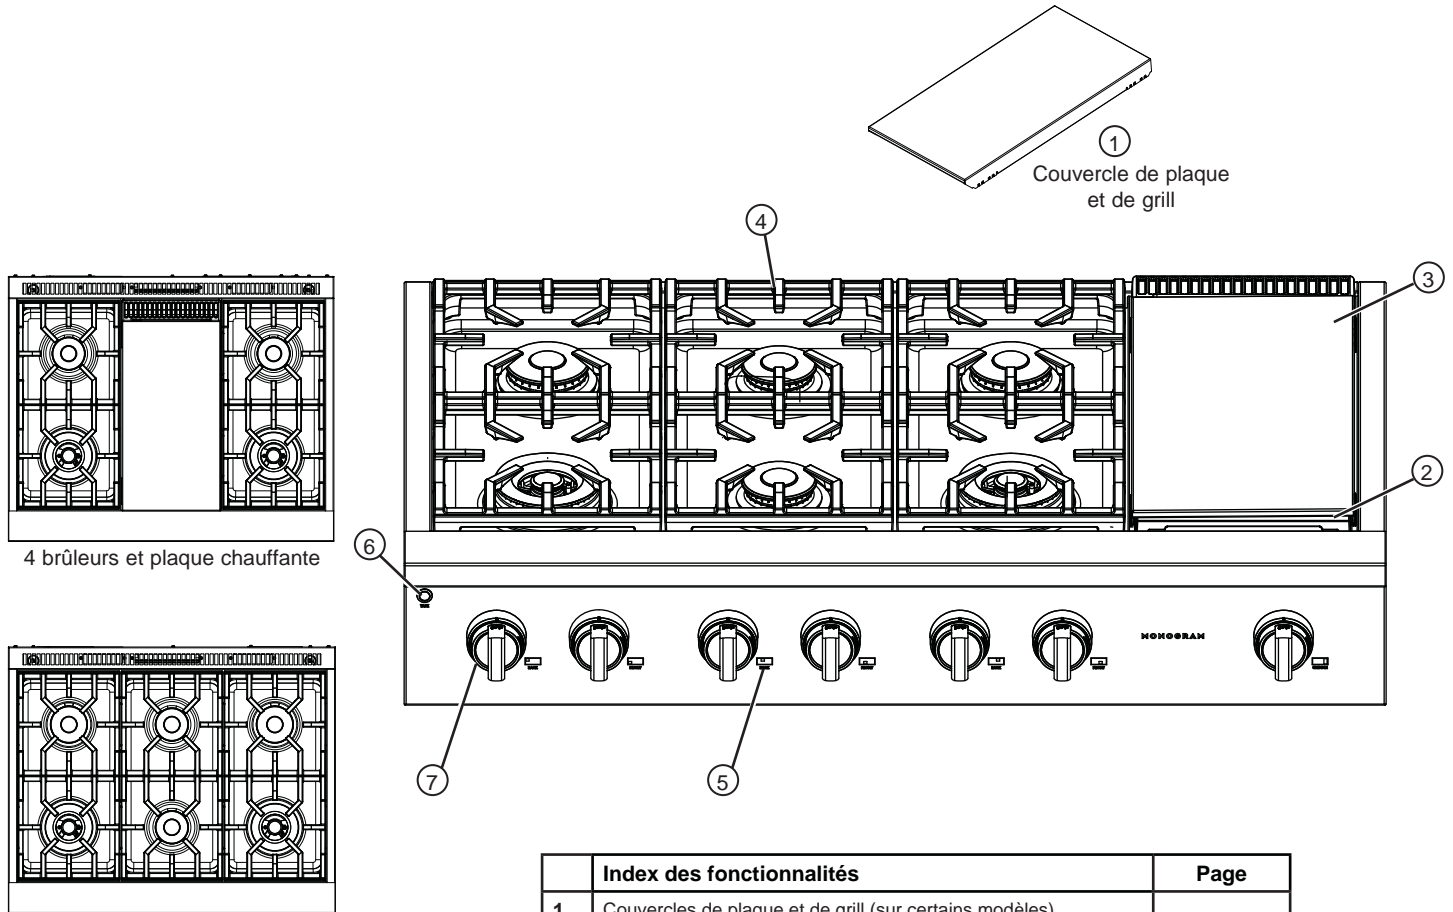 1
Couvercle de plaque
et de grill
4
3
2
4 brûleurs et plaque chauffante
6
MONOGRAM
7
5
Index des fonctionnalités Page
1 Couvercles de plaque et de grill (sur certains modèles)